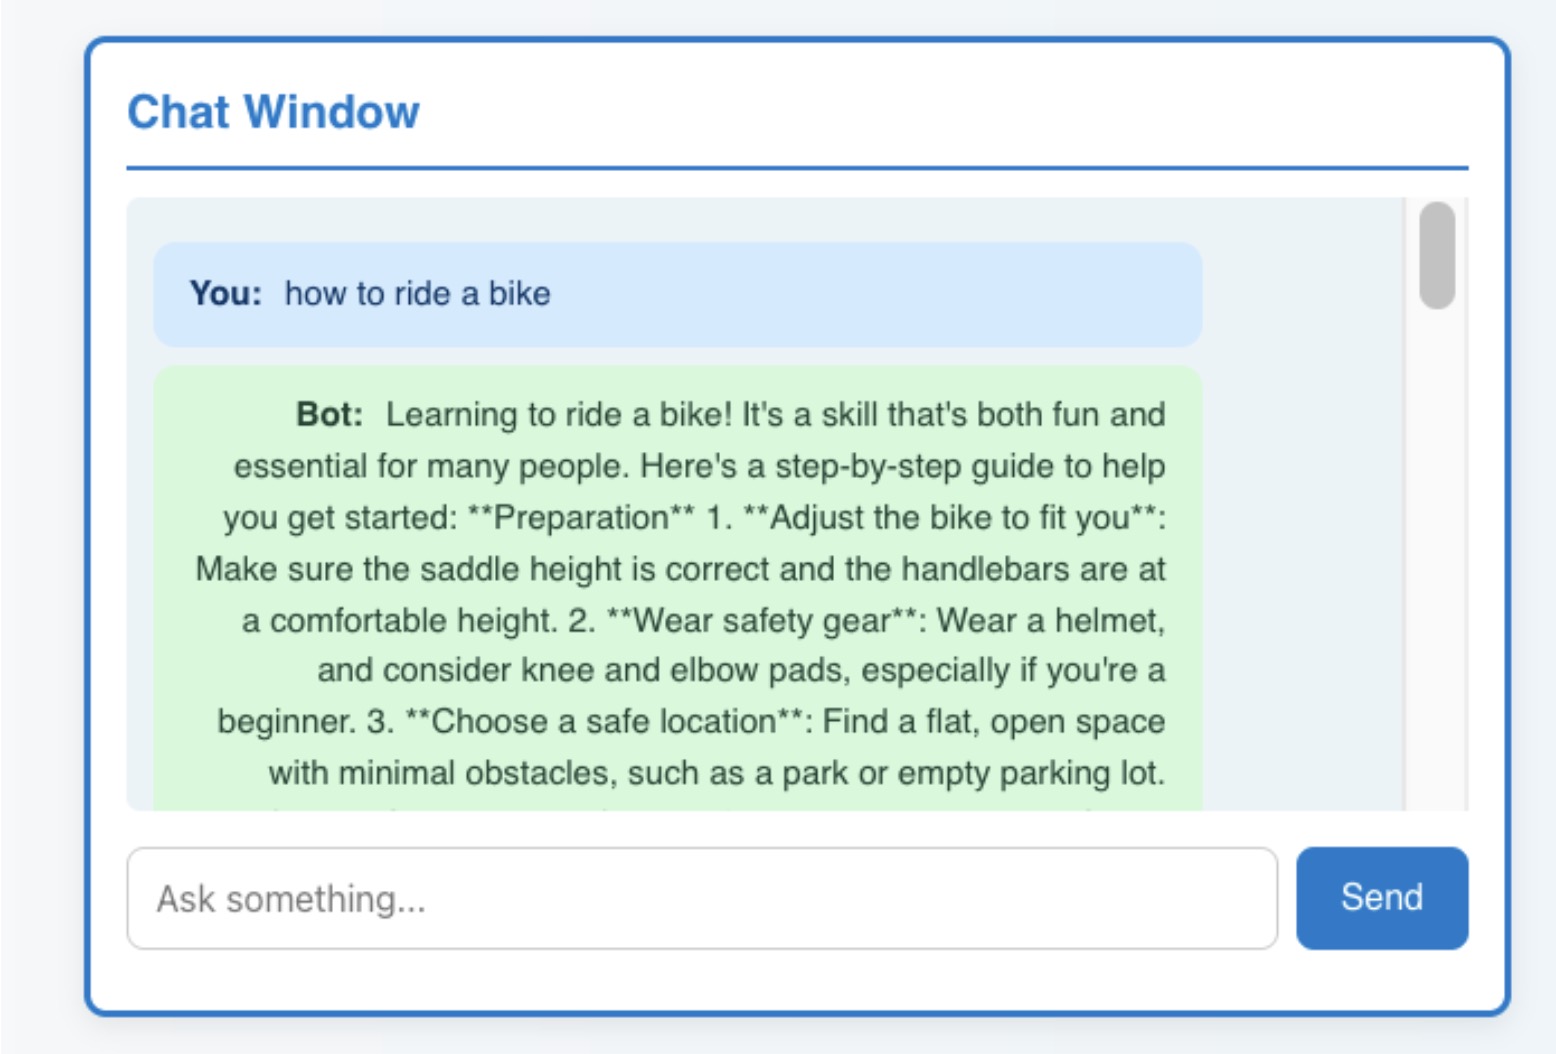 Chat Window
You: how to ride a bike
Bot: Learning to ride a bike! It's a skill that's both fun and
essential for many people. Here's a step-by-step guide to help
you get started: **Preparation** 1. **Adjust the bike to fit you**:
Make sure the saddle height is correct and the handlebars are at
a comfortable height. 2. **Wear safety gear**: Wear a helmet,
and consider knee and elbow pads, especially if you're a
beginner. 3. **Choose a safe location**: Find a flat, open space
with minimal obstacles, such as a park or empty parking lot.
Ask something...
Send